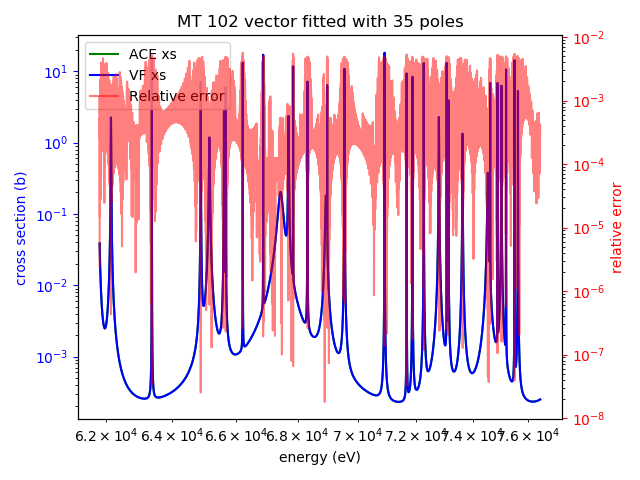 MT 102 vector fitted with 35 poles
ACE xs
VF xs
Relative error
10¹
10⁰
10⁻¹
10⁻²
10⁻³
cross section (b)
10⁻²
10⁻³
10⁻⁴
10⁻⁵
10⁻⁶
10⁻⁷
10⁻⁸
relative error
6.2 × 10⁴ 6.4 × 10⁴ 6.6 × 10⁴ 6.8 × 10⁴ 7 × 10⁴ 7.2 × 10⁴ 7.4 × 10⁴ 7.6 × 10⁴
energy (eV)